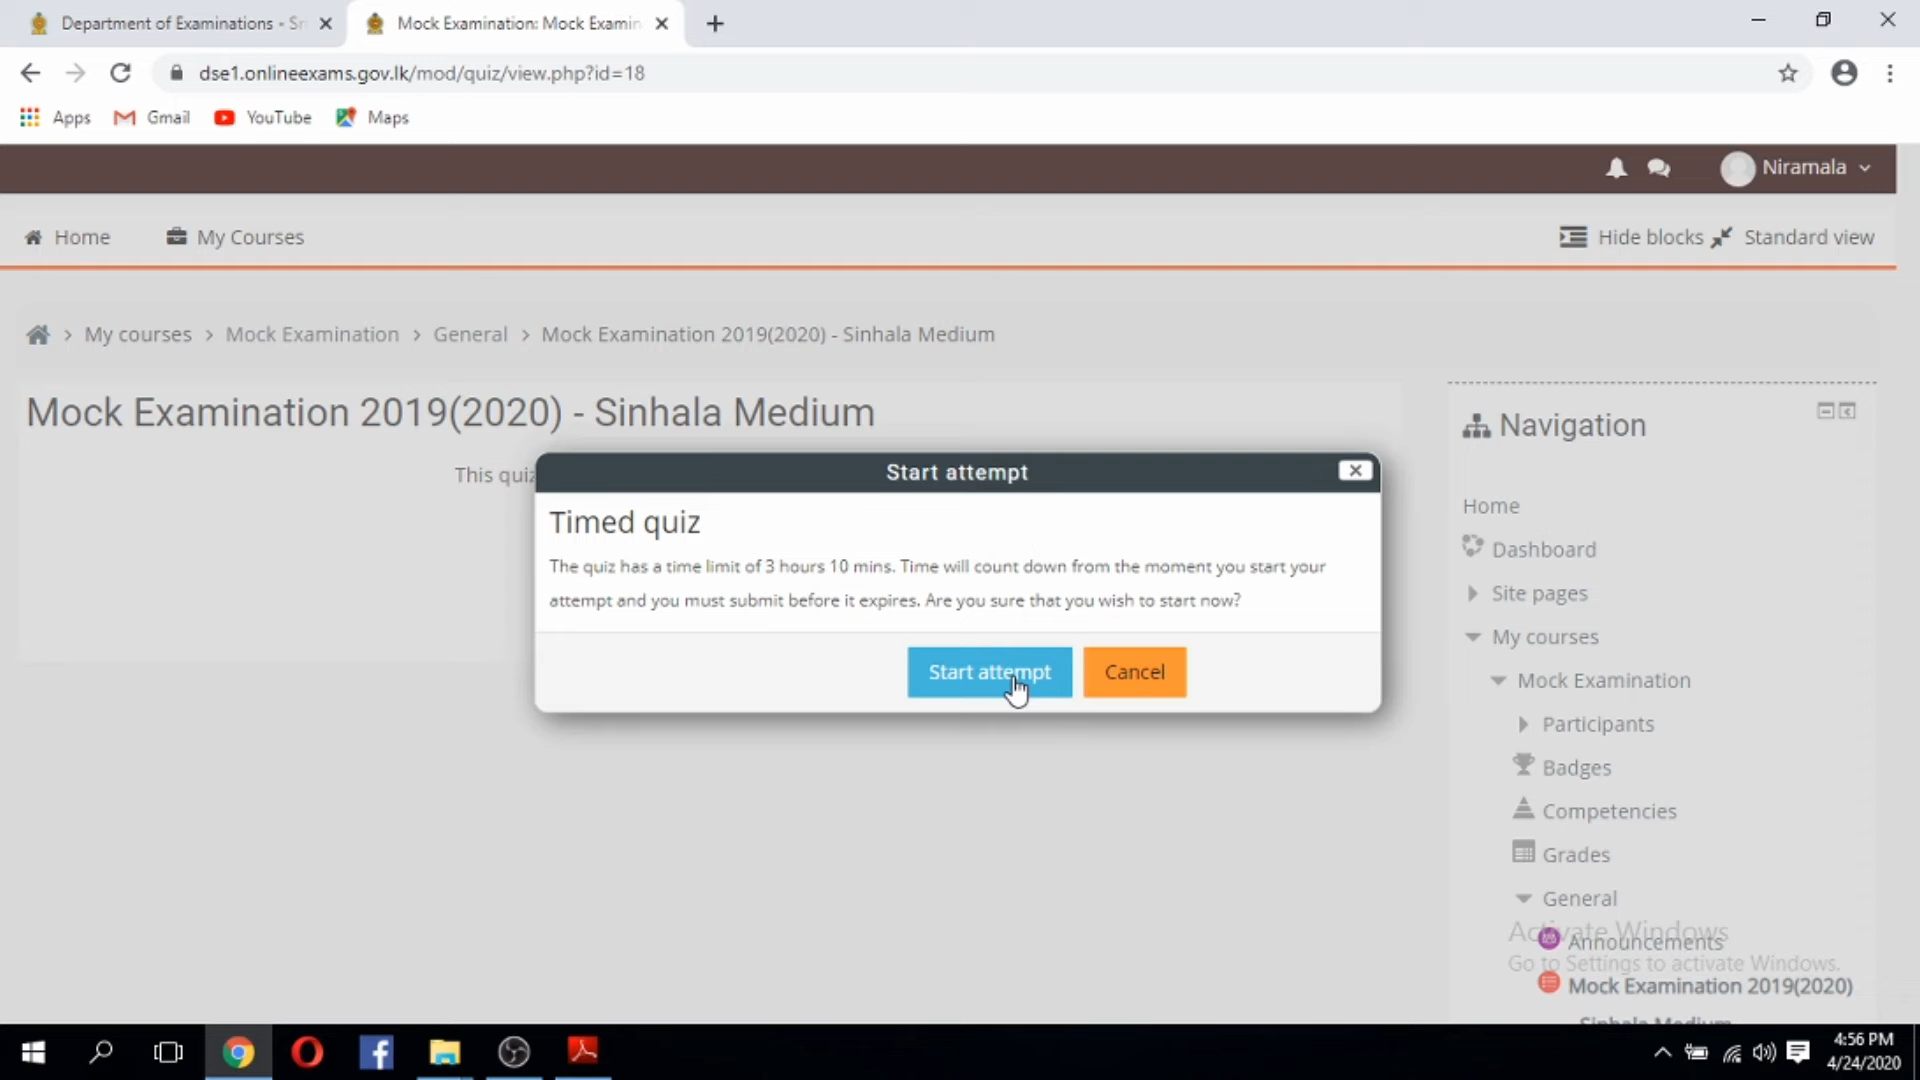 Department of Examinations - Sr
Mock Examination: Mock Examin
dse1.onlineexams.gov.lk/mod/quiz/view.php?id=18
Apps Gmail YouTube Maps
Niramala
Home My Courses Hide blocks Standard view
My courses > Mock Examination > General > Mock Examination 2019(2020) - Sinhala Medium
Mock Examination 2019(2020) - Sinhala Medium
This quiz
Start attempt
Timed quiz
The quiz has a time limit of 3 hours 10 mins. Time will count down from the moment you start your
attempt and you must submit before it expires. Are you sure that you wish to start now?
Start attempt Cancel
Navigation
Home
Dashboard
Site pages
My courses
Mock Examination
Participants
Badges
Competencies
Grades
General
Activate Windows
Announcements
Go to Settings to activate Windows.
Mock Examination 2019(2020)
Sinhala Medium
4:56 PM
4/24/2020